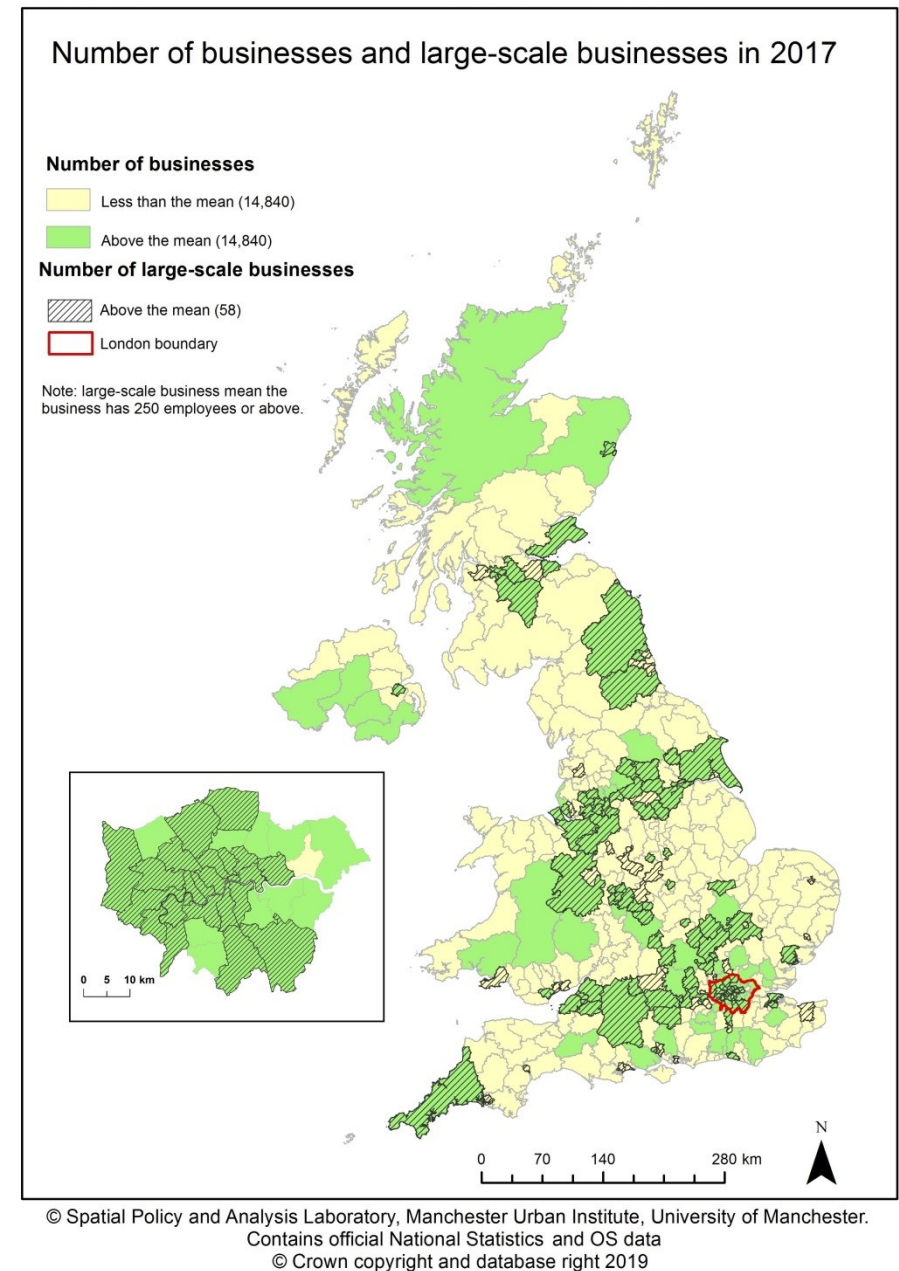 Number of businesses and large-scale businesses in 2017
Number of businesses
Less than the mean (14,840)
Above the mean (14,840)
Number of large-scale businesses
Above the mean (58)
London boundary
Note: large-scale business mean the
business has 250 employees or above.
0 5 10 km
N
0 70 140 280 km
© Spatial Policy and Analysis Laboratory, Manchester Urban Institute, University of Manchester.
Contains official National Statistics and OS data
© Crown copyright and database right 2019